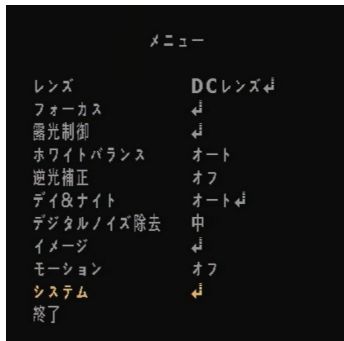 メニュー
レンズ DCレンズ↲
フォーカス ↲
露光制御 ↲
ホワイトバランス オート
逆光補正 オフ
デイ&ナイト オート↲
デジタルノイズ除去 中
イメージ ↲
モーション オフ
システム ↲
終了